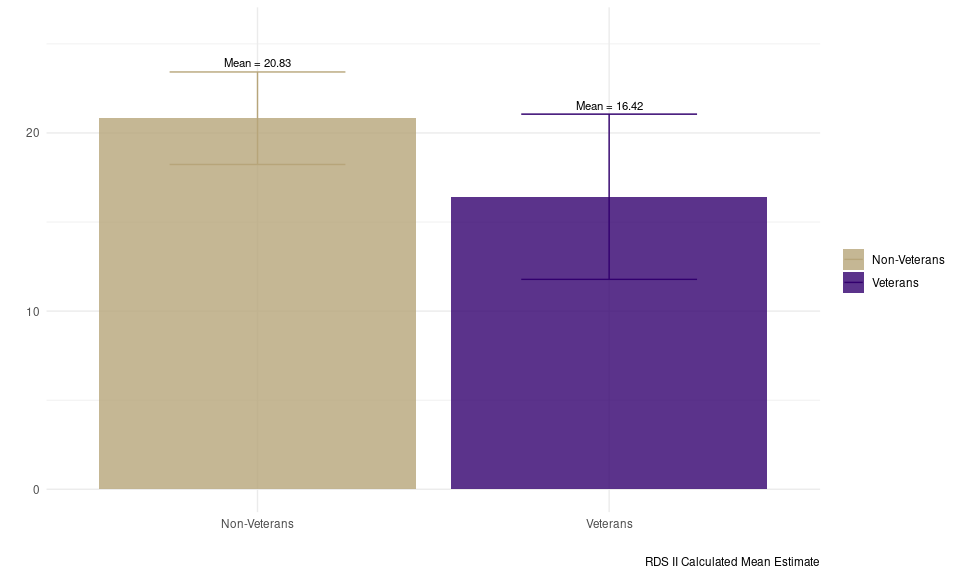 Mean = 20.83
Mean = 16.42
20
10
0
Non-Veterans
Veterans
Non-Veterans
Veterans
RDS II Calculated Mean Estimate